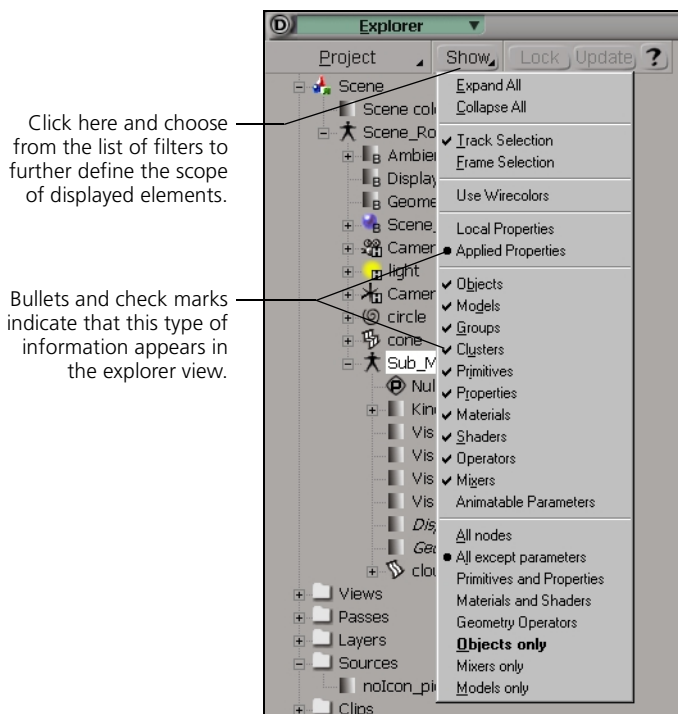 D
Explorer
Project
Show
Lock
Update
?
Scene
Scene col
Scene_Ro
Ambie
Display
Geome
Scene_
Camer
light
Camer
circle
cone
Sub_M
Nul
Kine
Vis
Vis
Vis
Vis
Dis
Geo
clou
Views
Passes
Layers
Sources
noIcon_pi
Clips
Expand All
Collapse All
Track Selection
Frame Selection
Use Wirecolors
Local Properties
Applied Properties
Objects
Models
Groups
Clusters
Primitives
Properties
Materials
Shaders
Operators
Mixers
Animatable Parameters
All nodes
All except parameters
Primitives and Properties
Materials and Shaders
Geometry Operators
Objects only
Mixers only
Models only
Click here and choose
from the list of filters to
further define the scope
of displayed elements.
Bullets and check marks
indicate that this type of
information appears in
the explorer view.